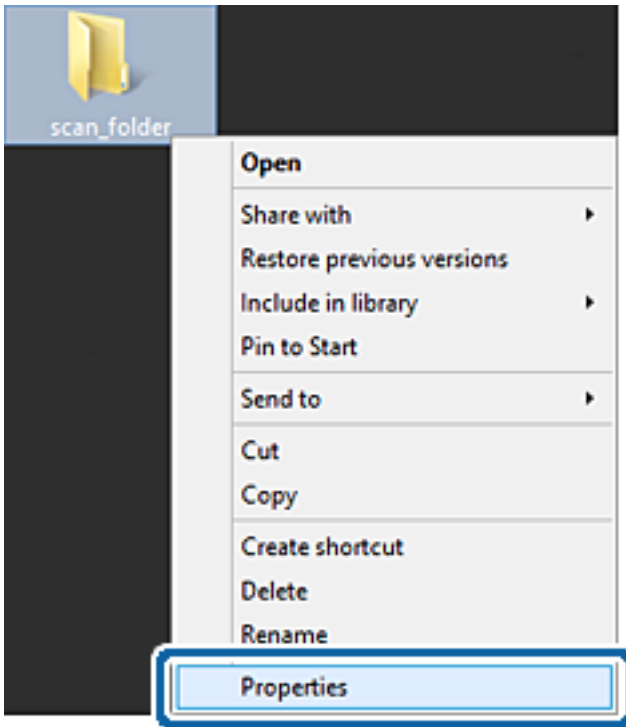 scan_folder
Open
Share with
Restore previous versions
Include in library
Pin to Start
Send to
Cut
Copy
Create shortcut
Delete
Rename
Properties